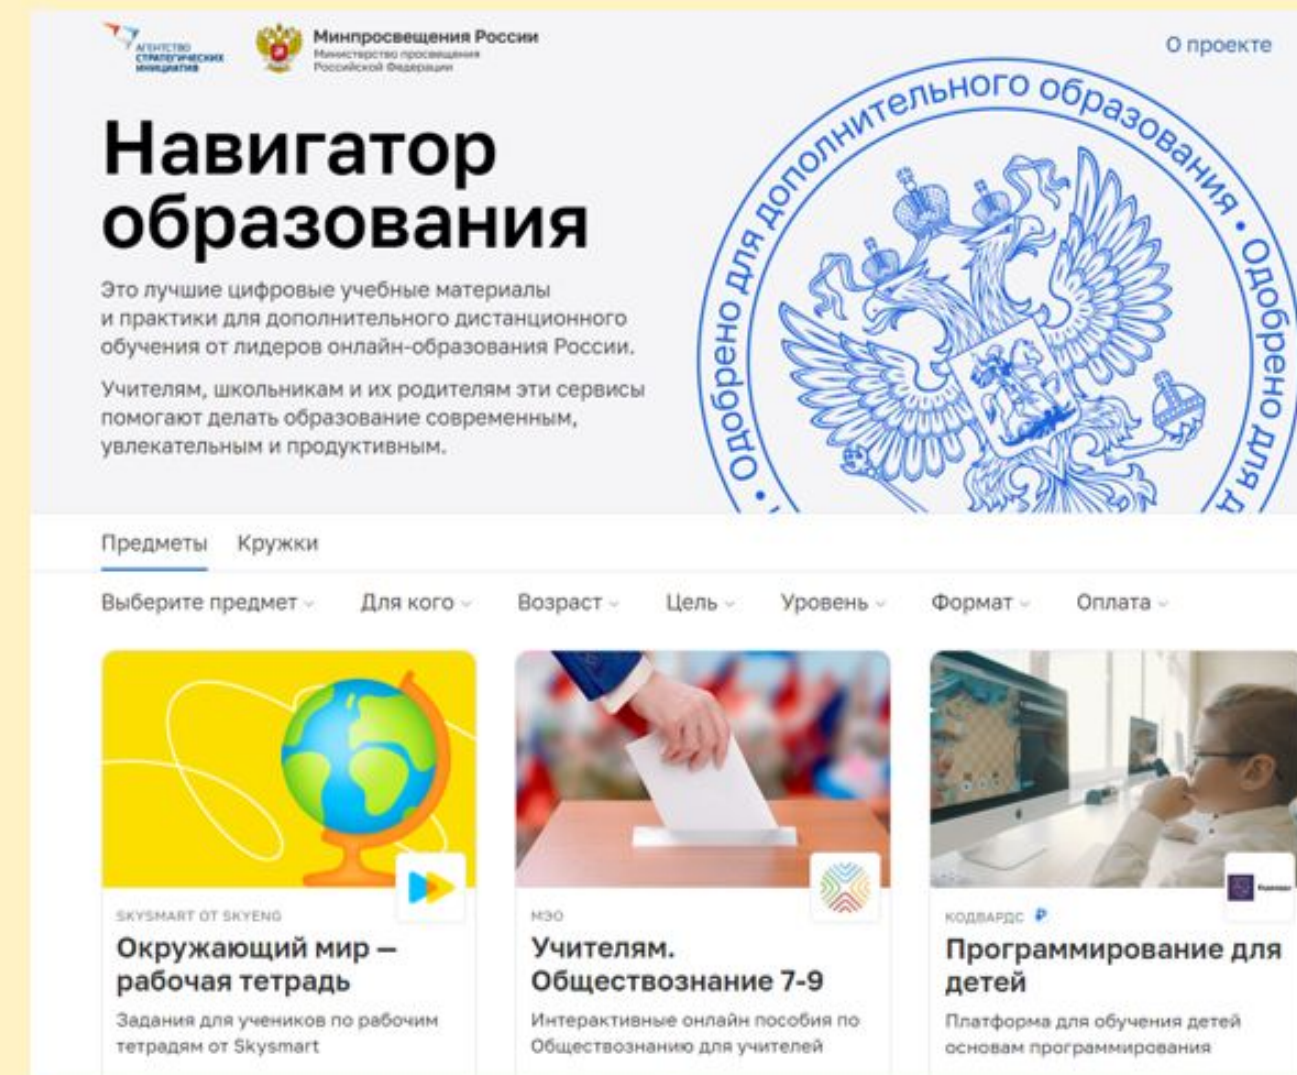 АГЕНТСТВО
СТРАТЕГИЧЕСКИХ
ИНИЦИАТИВ
Минпросвещения России
Министерство просвещения
Российской Федерации
О проекте
Навигатор
образования
Это лучшие цифровые учебные материалы
и практики для дополнительного дистанционного
обучения от лидеров онлайн-образования России.
Учителям, школьникам и их родителям эти сервисы
помогают делать образование современным,
увлекательным и продуктивным.
• Одобрено для дополнительного образования • Одобрено для д
Предметы Кружки
Выберите предмет Для кого Возраст Цель Уровень Формат Оплата
SKYSMART ОТ SKYENG
Окружающий мир —
рабочая тетрадь
Задания для учеников по рабочим
тетрадям от Skysmart
МЭО
Учителям.
Обществознание 7-9
Интерактивные онлайн пособия по
Обществознанию для учителей
КОДВАРДС ₽
Программирование для
детей
Платформа для обучения детей
основам программирования